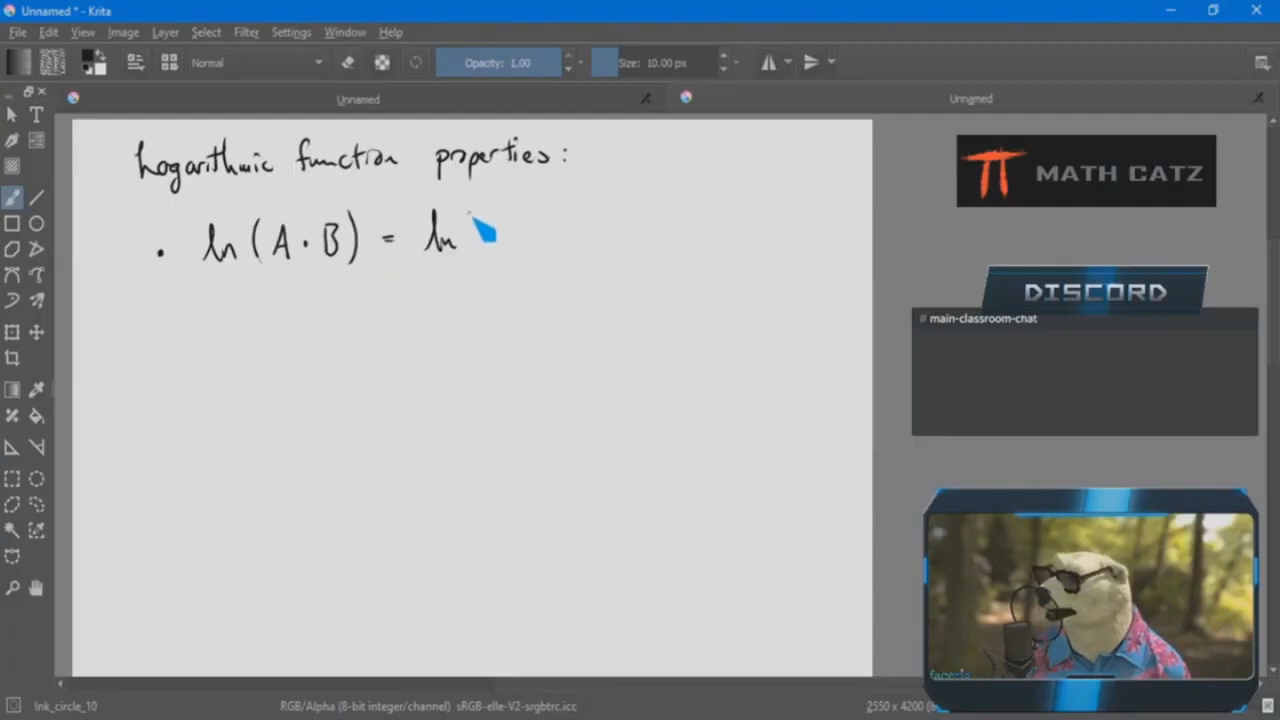 Unnamed * - Krita
File Edit View Image Layer Select Filter Settings Window Help
Normal Opacity: 1.00 Size: 10.00 px
Unnamed Unnamed
T
Logarithmic function properties:
• ln(A·B) = ln
π MATH CATZ
DISCORD
# main-classroom-chat
facerig
Ink_circle_10 RGB/Alpha (8-bit integer/channel) sRGB-elle-V2-srgbtrc.icc 2550 x 4200 (